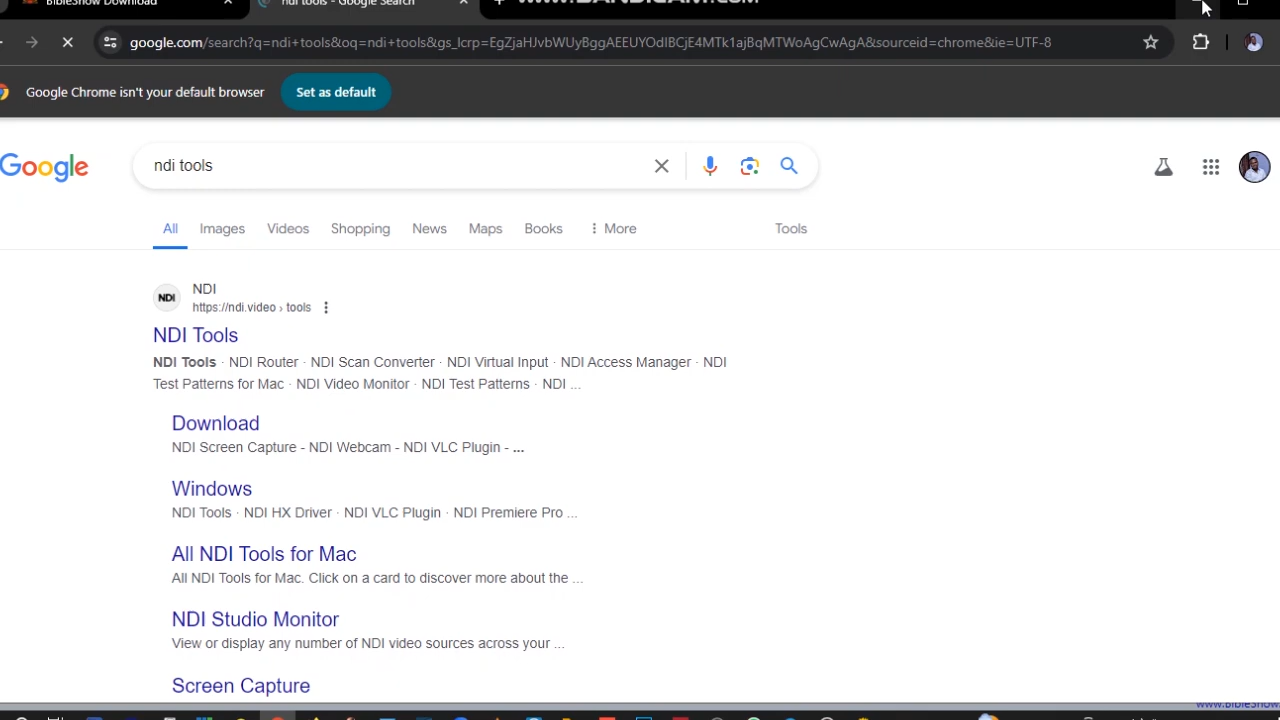 BibleShow Download
ndi tools - Google Search
www.BANDICAM.com
google.com/search?q=ndi+tools&oq=ndi+tools&gs_lcrp=EgZjaHJvbWUyBggAEEUYOdIBCjE4MTk1ajBqMTWoAgCwAgA&sourceid=chrome&ie=UTF-8
Google Chrome isn't your default browser
Set as default
Google
ndi tools
All
Images
Videos
Shopping
News
Maps
Books
More
Tools
NDI
NDI
https://ndi.video › tools
NDI Tools
NDI Tools · NDI Router · NDI Scan Converter · NDI Virtual Input · NDI Access Manager · NDI
Test Patterns for Mac · NDI Video Monitor · NDI Test Patterns · NDI ...
Download
NDI Screen Capture - NDI Webcam - NDI VLC Plugin - ...
Windows
NDI Tools · NDI HX Driver · NDI VLC Plugin · NDI Premiere Pro ...
All NDI Tools for Mac
All NDI Tools for Mac. Click on a card to discover more about the ...
NDI Studio Monitor
View or display any number of NDI video sources across your ...
Screen Capture
www.BibleShow